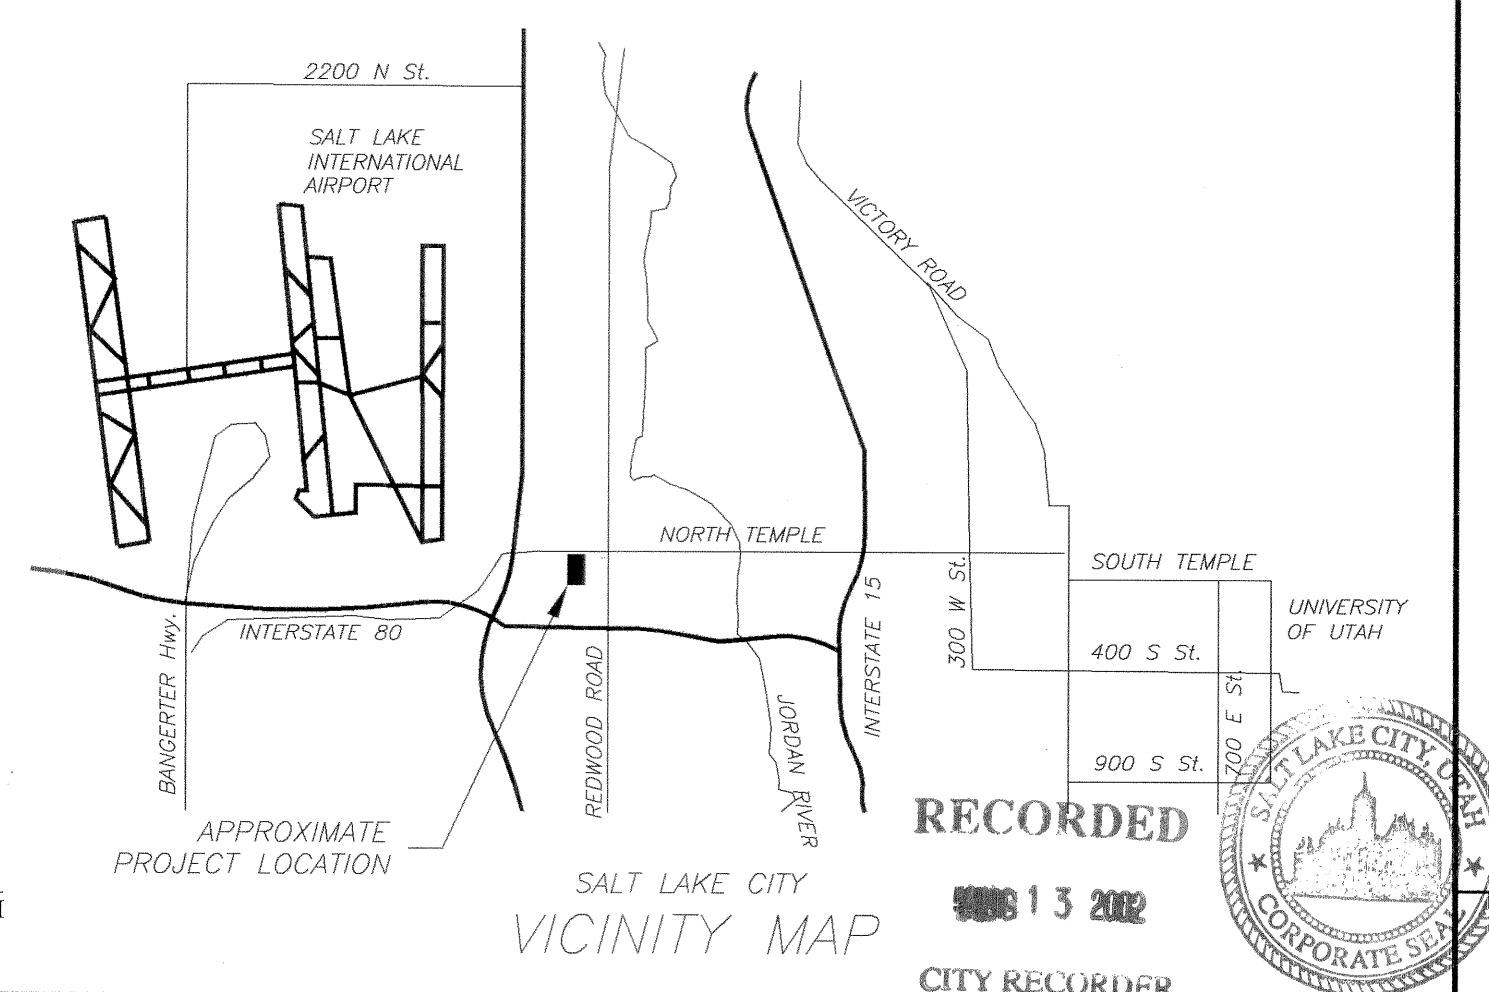 2200 N St.
SALT LAKE
INTERNATIONAL
AIRPORT
VICTORY ROAD
NORTH TEMPLE
SOUTH TEMPLE
UNIVERSITY
OF UTAH
INTERSTATE 80
BANGERTER Hwy.
REDWOOD ROAD
JORDAN RIVER
INTERSTATE 15
300 W St.
400 S St.
700 E St.
900 S St.
APPROXIMATE
PROJECT LOCATION
SALT LAKE CITY
VICINITY MAP
RECORDED
13 2002
CITY RECORDER
SALT LAKE CITY, UTAH
CORPORATE SEAL